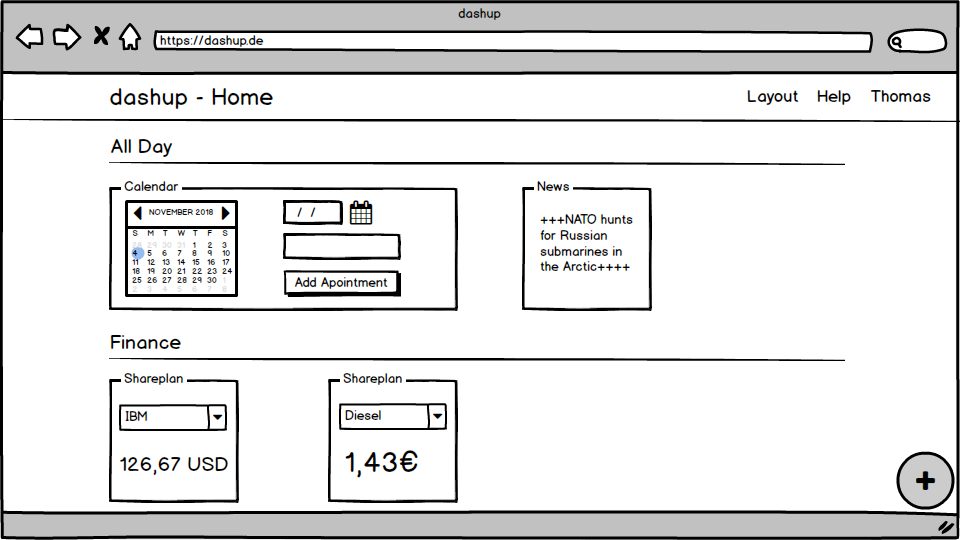 dashup
https://dashup.de
dashup - Home
Layout Help Thomas
All Day
Calendar
NOVEMBER 2018
S M T W T F S
28 29 30 31 1 2 3
4 5 6 7 8 9 10
11 12 13 14 15 16 17
18 19 20 21 22 23 24
25 26 27 28 29 30 1
2 3 4 5 6 7 8
/ /
Add Apointment
News
+++NATO hunts
for Russian
submarines in
the Arctic++++
Finance
Shareplan
IBM
126,67 USD
Shareplan
Diesel
1,43€